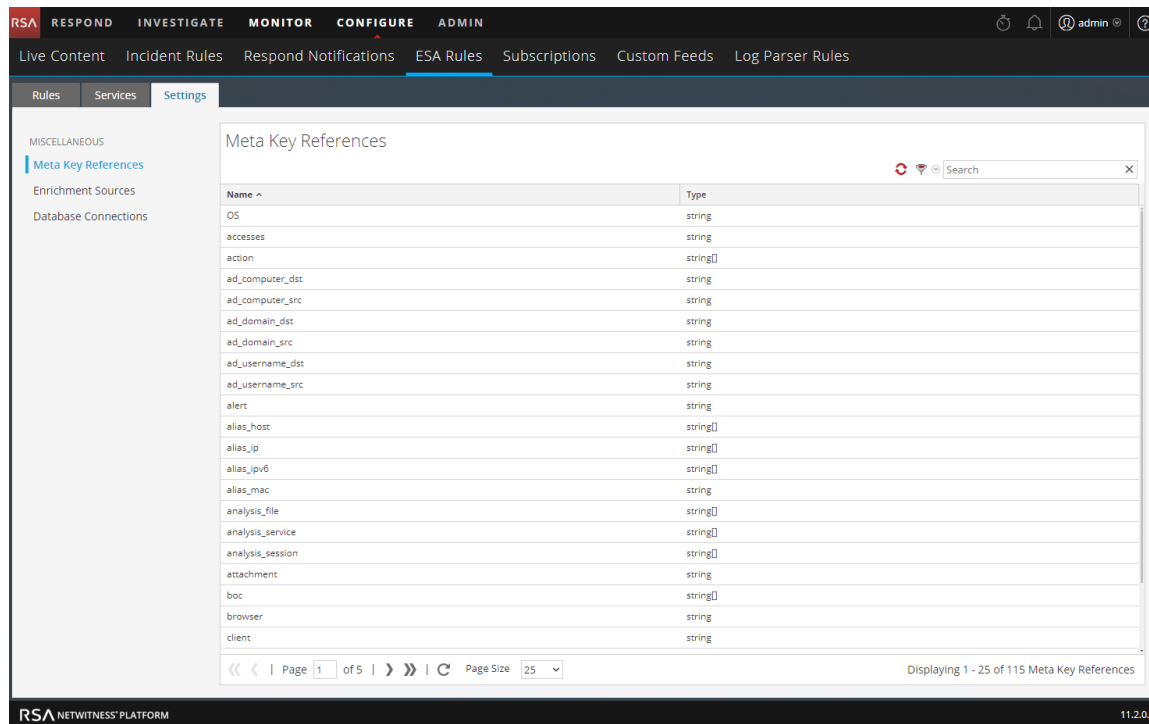 RSA RESPOND INVESTIGATE MONITOR CONFIGURE ADMIN admin ?
Live Content Incident Rules Respond Notifications ESA Rules Subscriptions Custom Feeds Log Parser Rules
Rules Services Settings
MISCELLANEOUS
Meta Key References
Enrichment Sources
Database Connections
Meta Key References
Search
Name Type
OS string
accesses string
action string[]
ad_computer_dst string
ad_computer_src string
ad_domain_dst string
ad_domain_src string
ad_username_dst string
ad_username_src string
alert string
alias_host string[]
alias_ip string[]
alias_ipv6 string[]
alias_mac string
analysis_file string[]
analysis_service string[]
analysis_session string[]
attachment string
boc string[]
browser string
client string
Page 1 of 5 Page Size 25 Displaying 1 - 25 of 115 Meta Key References
RSA NETWITNESS® PLATFORM 11.2.0.